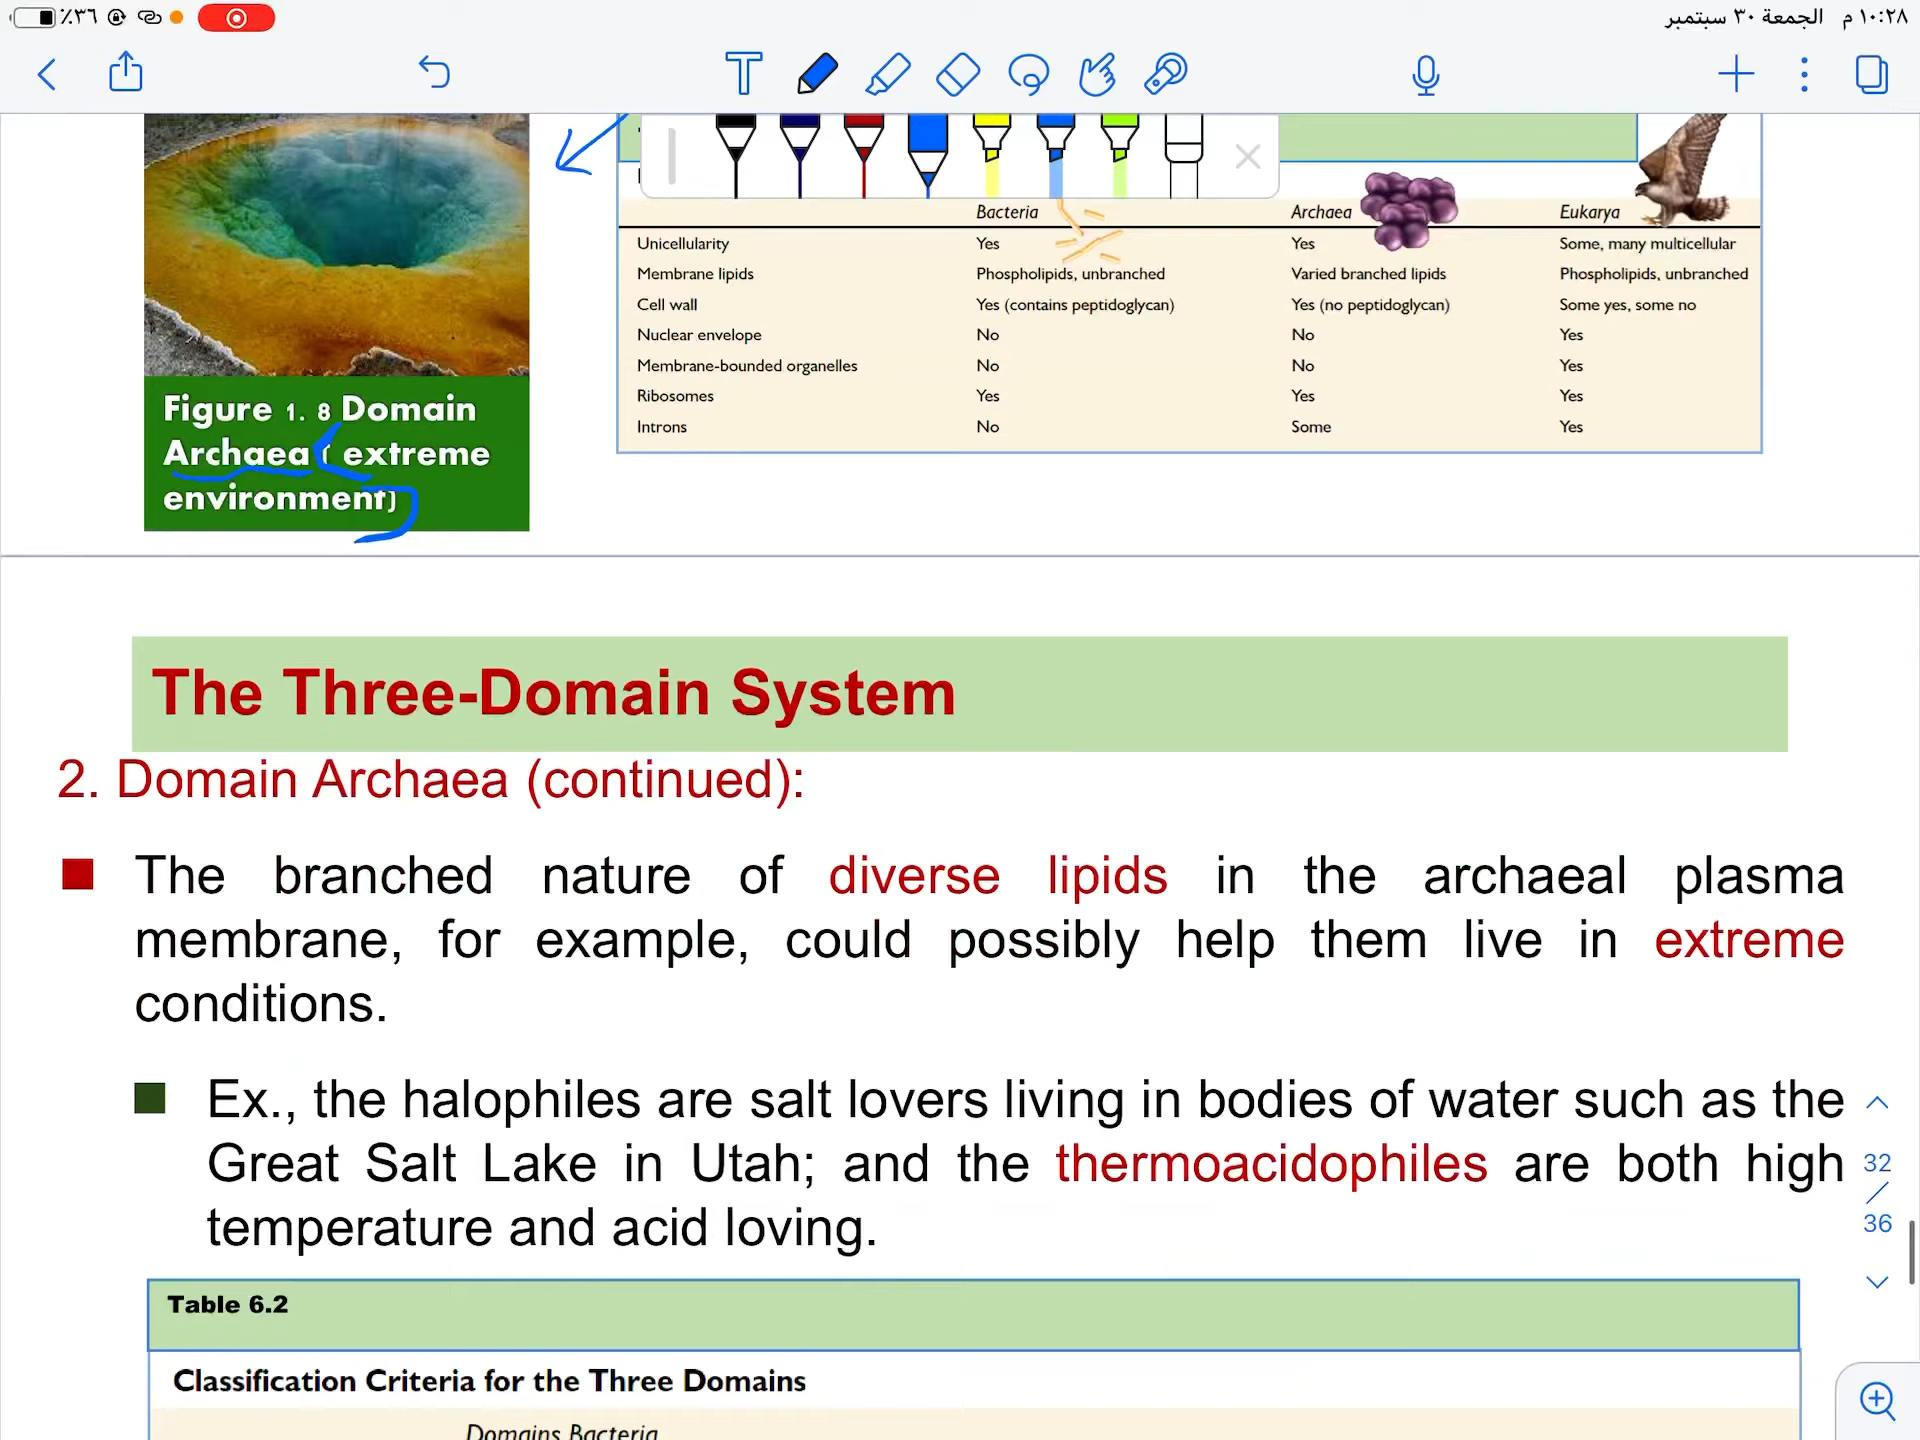 ٪٣٦
١٠:٢٨ م الجمعة ٣٠ سبتمبر
T
Bacteria Archaea Eukarya
Unicellularity Yes Yes Some, many multicellular
Membrane lipids Phospholipids, unbranched Varied branched lipids Phospholipids, unbranched
Cell wall Yes (contains peptidoglycan) Yes (no peptidoglycan) Some yes, some no
Nuclear envelope No No Yes
Membrane-bounded organelles No No Yes
Ribosomes Yes Yes Yes
Introns No Some Yes
Figure 1. 8 Domain
Archaea ( extreme
environment)
The Three-Domain System
2. Domain Archaea (continued):
The branched nature of diverse lipids in the archaeal plasma
membrane, for example, could possibly help them live in extreme
conditions.
Ex., the halophiles are salt lovers living in bodies of water such as the
Great Salt Lake in Utah; and the thermoacidophiles are both high
temperature and acid loving.
32
/
36
Table 6.2
Classification Criteria for the Three Domains
Domains Bacteria